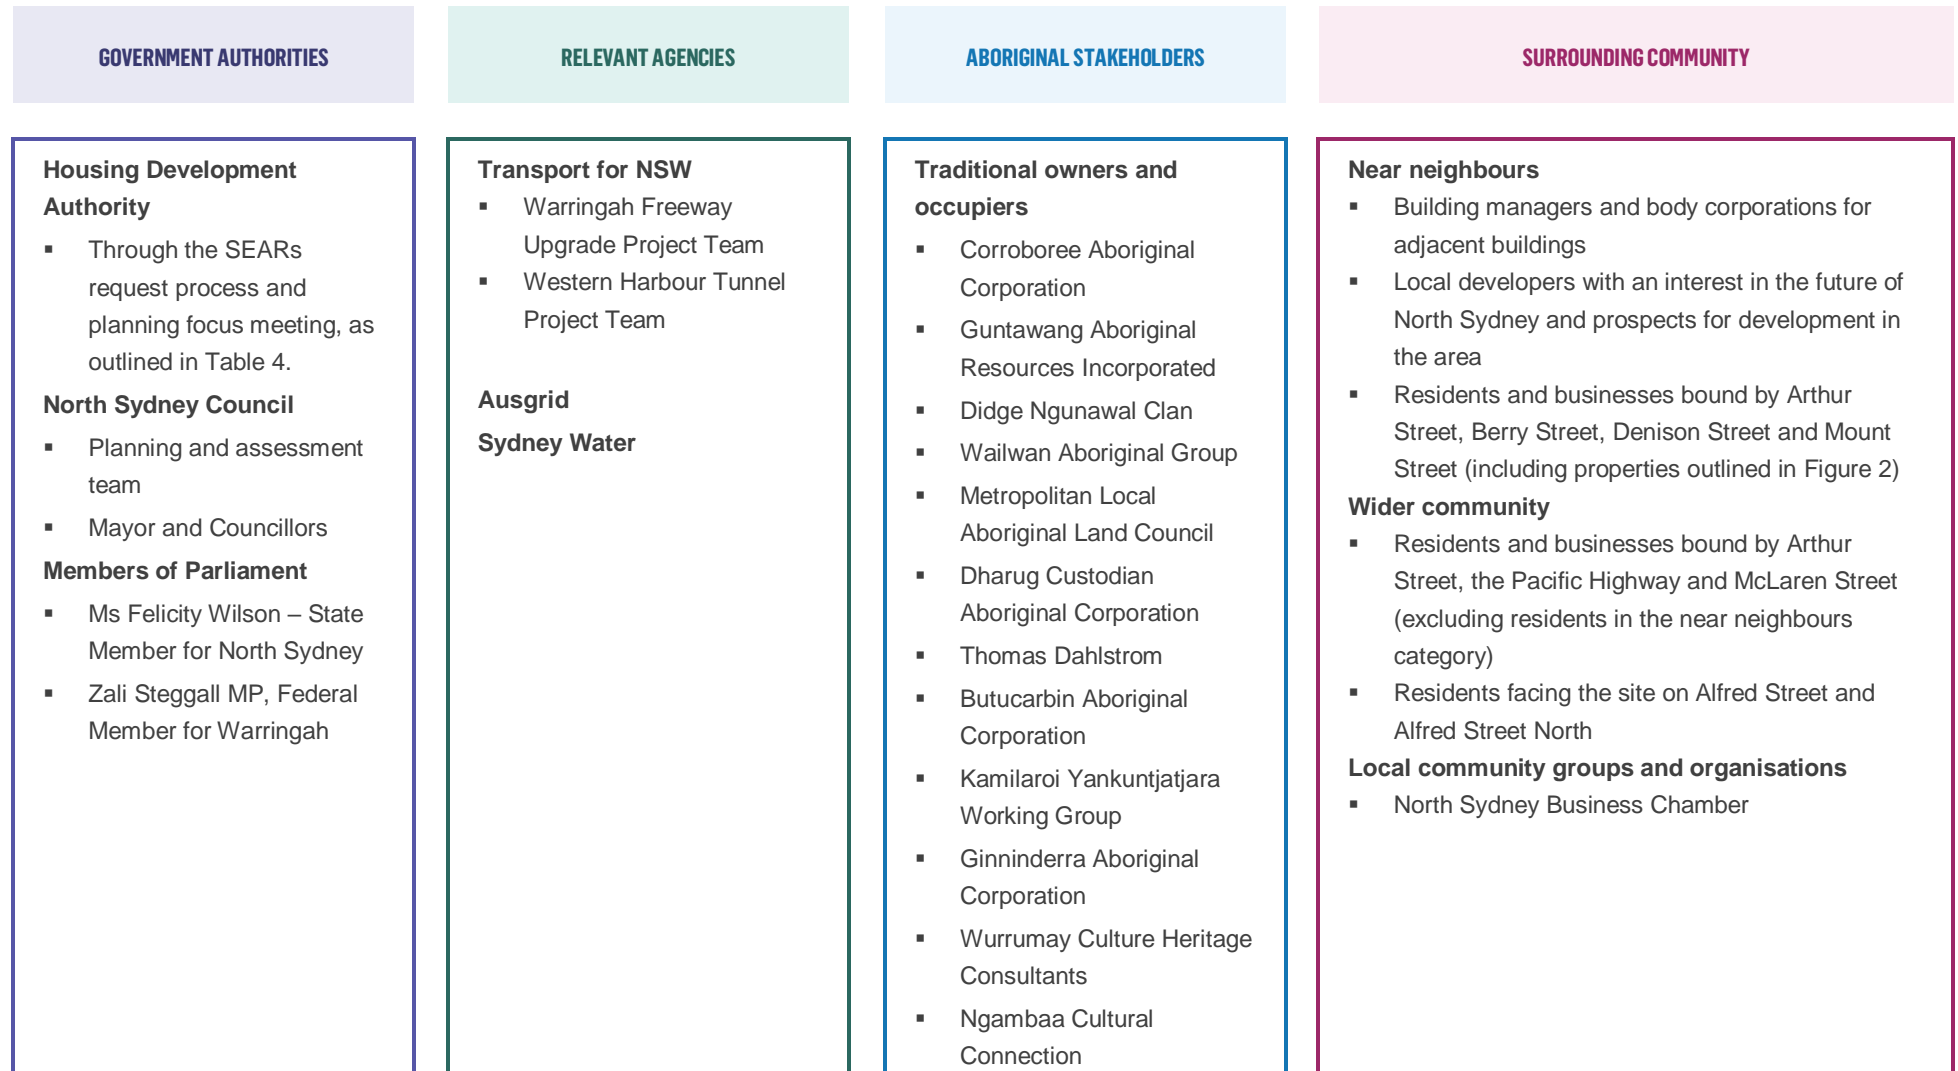 GOVERNMENT AUTHORITIES
Housing Development
Authority
▪ Through the SEARs
request process and
planning focus meeting, as
outlined in Table 4.
North Sydney Council
▪ Planning and assessment
team
▪ Mayor and Councillors
Members of Parliament
▪ Ms Felicity Wilson – State
Member for North Sydney
▪ Zali Steggall MP, Federal
Member for Warringah
RELEVANT AGENCIES
Transport for NSW
▪ Warringah Freeway
Upgrade Project Team
▪ Western Harbour Tunnel
Project Team
Ausgrid
Sydney Water
ABORIGINAL STAKEHOLDERS
Traditional owners and
occupiers
▪ Corroboree Aboriginal
Corporation
▪ Guntawang Aboriginal
Resources Incorporated
▪ Didge Ngunawal Clan
▪ Wailwan Aboriginal Group
▪ Metropolitan Local
Aboriginal Land Council
▪ Dharug Custodian
Aboriginal Corporation
▪ Thomas Dahlstrom
▪ Butucarbin Aboriginal
Corporation
▪ Kamilaroi Yankuntjatjara
Working Group
▪ Ginninderra Aboriginal
Corporation
▪ Wurrumay Culture Heritage
Consultants
▪ Ngambaa Cultural
Connection
SURROUNDING COMMUNITY
Near neighbours
▪ Building managers and body corporations for
adjacent buildings
▪ Local developers with an interest in the future of
North Sydney and prospects for development in
the area
▪ Residents and businesses bound by Arthur
Street, Berry Street, Denison Street and Mount
Street (including properties outlined in Figure 2)
Wider community
▪ Residents and businesses bound by Arthur
Street, the Pacific Highway and McLaren Street
(excluding residents in the near neighbours
category)
▪ Residents facing the site on Alfred Street and
Alfred Street North
Local community groups and organisations
▪ North Sydney Business Chamber